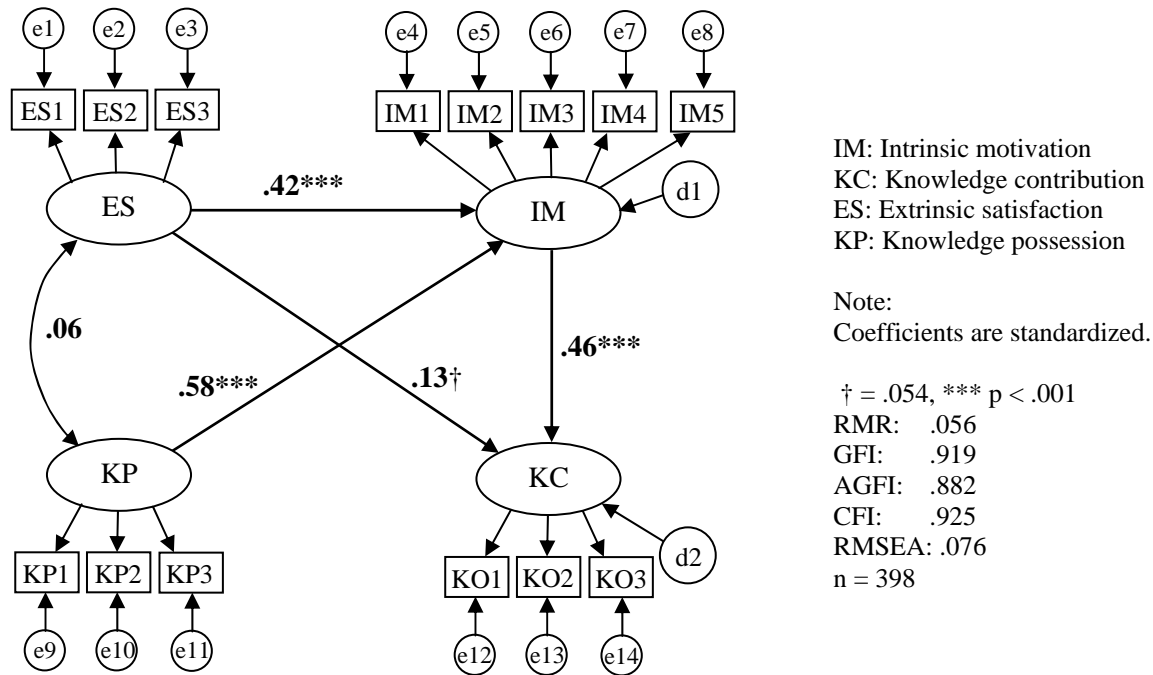 e1 e2 e3 e4 e5 e6 e7 e8
ES1 ES2 ES3 IM1 IM2 IM3 IM4 IM5
ES .42*** IM d1
.06 .58*** .13† .46***
KP KC
d2
KP1 KP2 KP3 KO1 KO2 KO3
e9 e10 e11 e12 e13 e14
IM: Intrinsic motivation
KC: Knowledge contribution
ES: Extrinsic satisfaction
KP: Knowledge possession
Note:
Coefficients are standardized.
† = .054, *** p < .001
RMR: .056
GFI: .919
AGFI: .882
CFI: .925
RMSEA: .076
n = 398